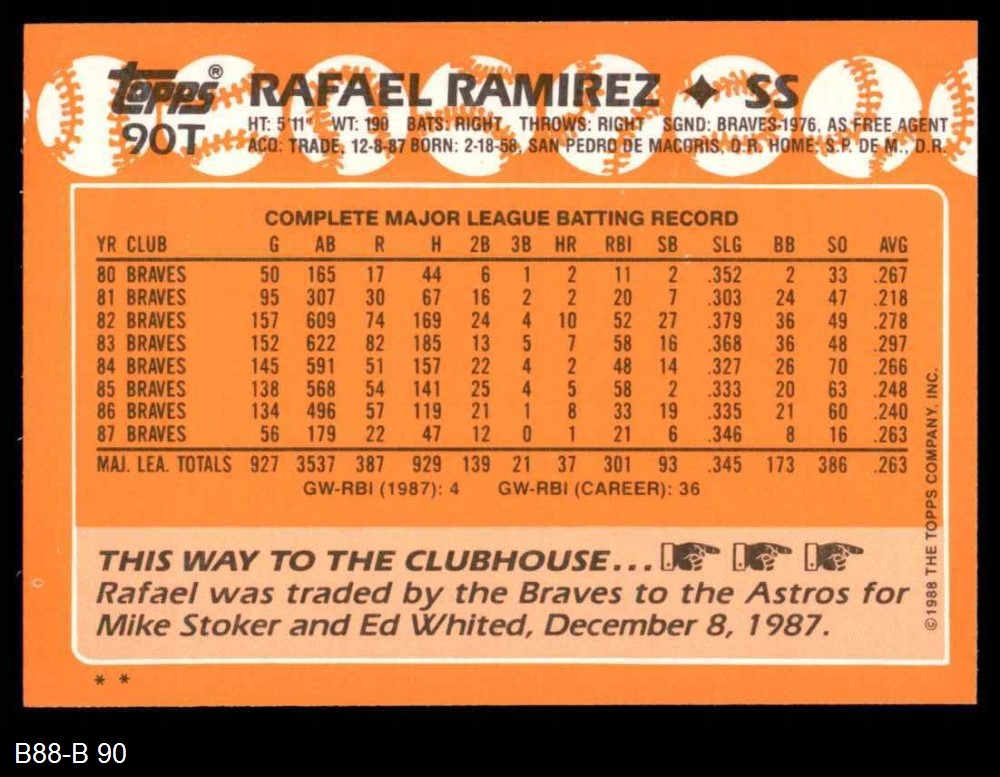 Topps® RAFAEL RAMIREZ ♦ SS
90T
HT: 5'11" WT: 190 BATS: RIGHT THROWS: RIGHT SGND: BRAVES-1976, AS FREE AGENT
ACQ: TRADE, 12-8-87 BORN: 2-18-58, SAN PEDRO DE MACORIS, D.R. HOME: S.P. DE M., D.R.
COMPLETE MAJOR LEAGUE BATTING RECORD
YR CLUB G AB R H 2B 3B HR RBI SB SLG BB SO AVG
80 BRAVES 50 165 17 44 6 1 2 11 2 .352 2 33 .267
81 BRAVES 95 307 30 67 16 2 2 20 7 .303 24 47 .218
82 BRAVES 157 609 74 169 24 4 10 52 27 .379 36 49 .278
83 BRAVES 152 622 82 185 13 5 7 58 16 .368 36 48 .297
84 BRAVES 145 591 51 157 22 4 2 48 14 .327 26 70 .266
85 BRAVES 138 568 54 141 25 4 5 58 2 .333 20 63 .248
86 BRAVES 134 496 57 119 21 1 8 33 19 .335 21 60 .240
87 BRAVES 56 179 22 47 12 0 1 21 6 .346 8 16 .263
MAJ. LEA. TOTALS 927 3537 387 929 139 21 37 301 93 .345 173 386 .263
GW-RBI (1987): 4 GW-RBI (CAREER): 36
THIS WAY TO THE CLUBHOUSE...
Rafael was traded by the Braves to the Astros for
Mike Stoker and Ed Whited, December 8, 1987.
©1988 THE TOPPS COMPANY, INC.
* *
B88-B 90